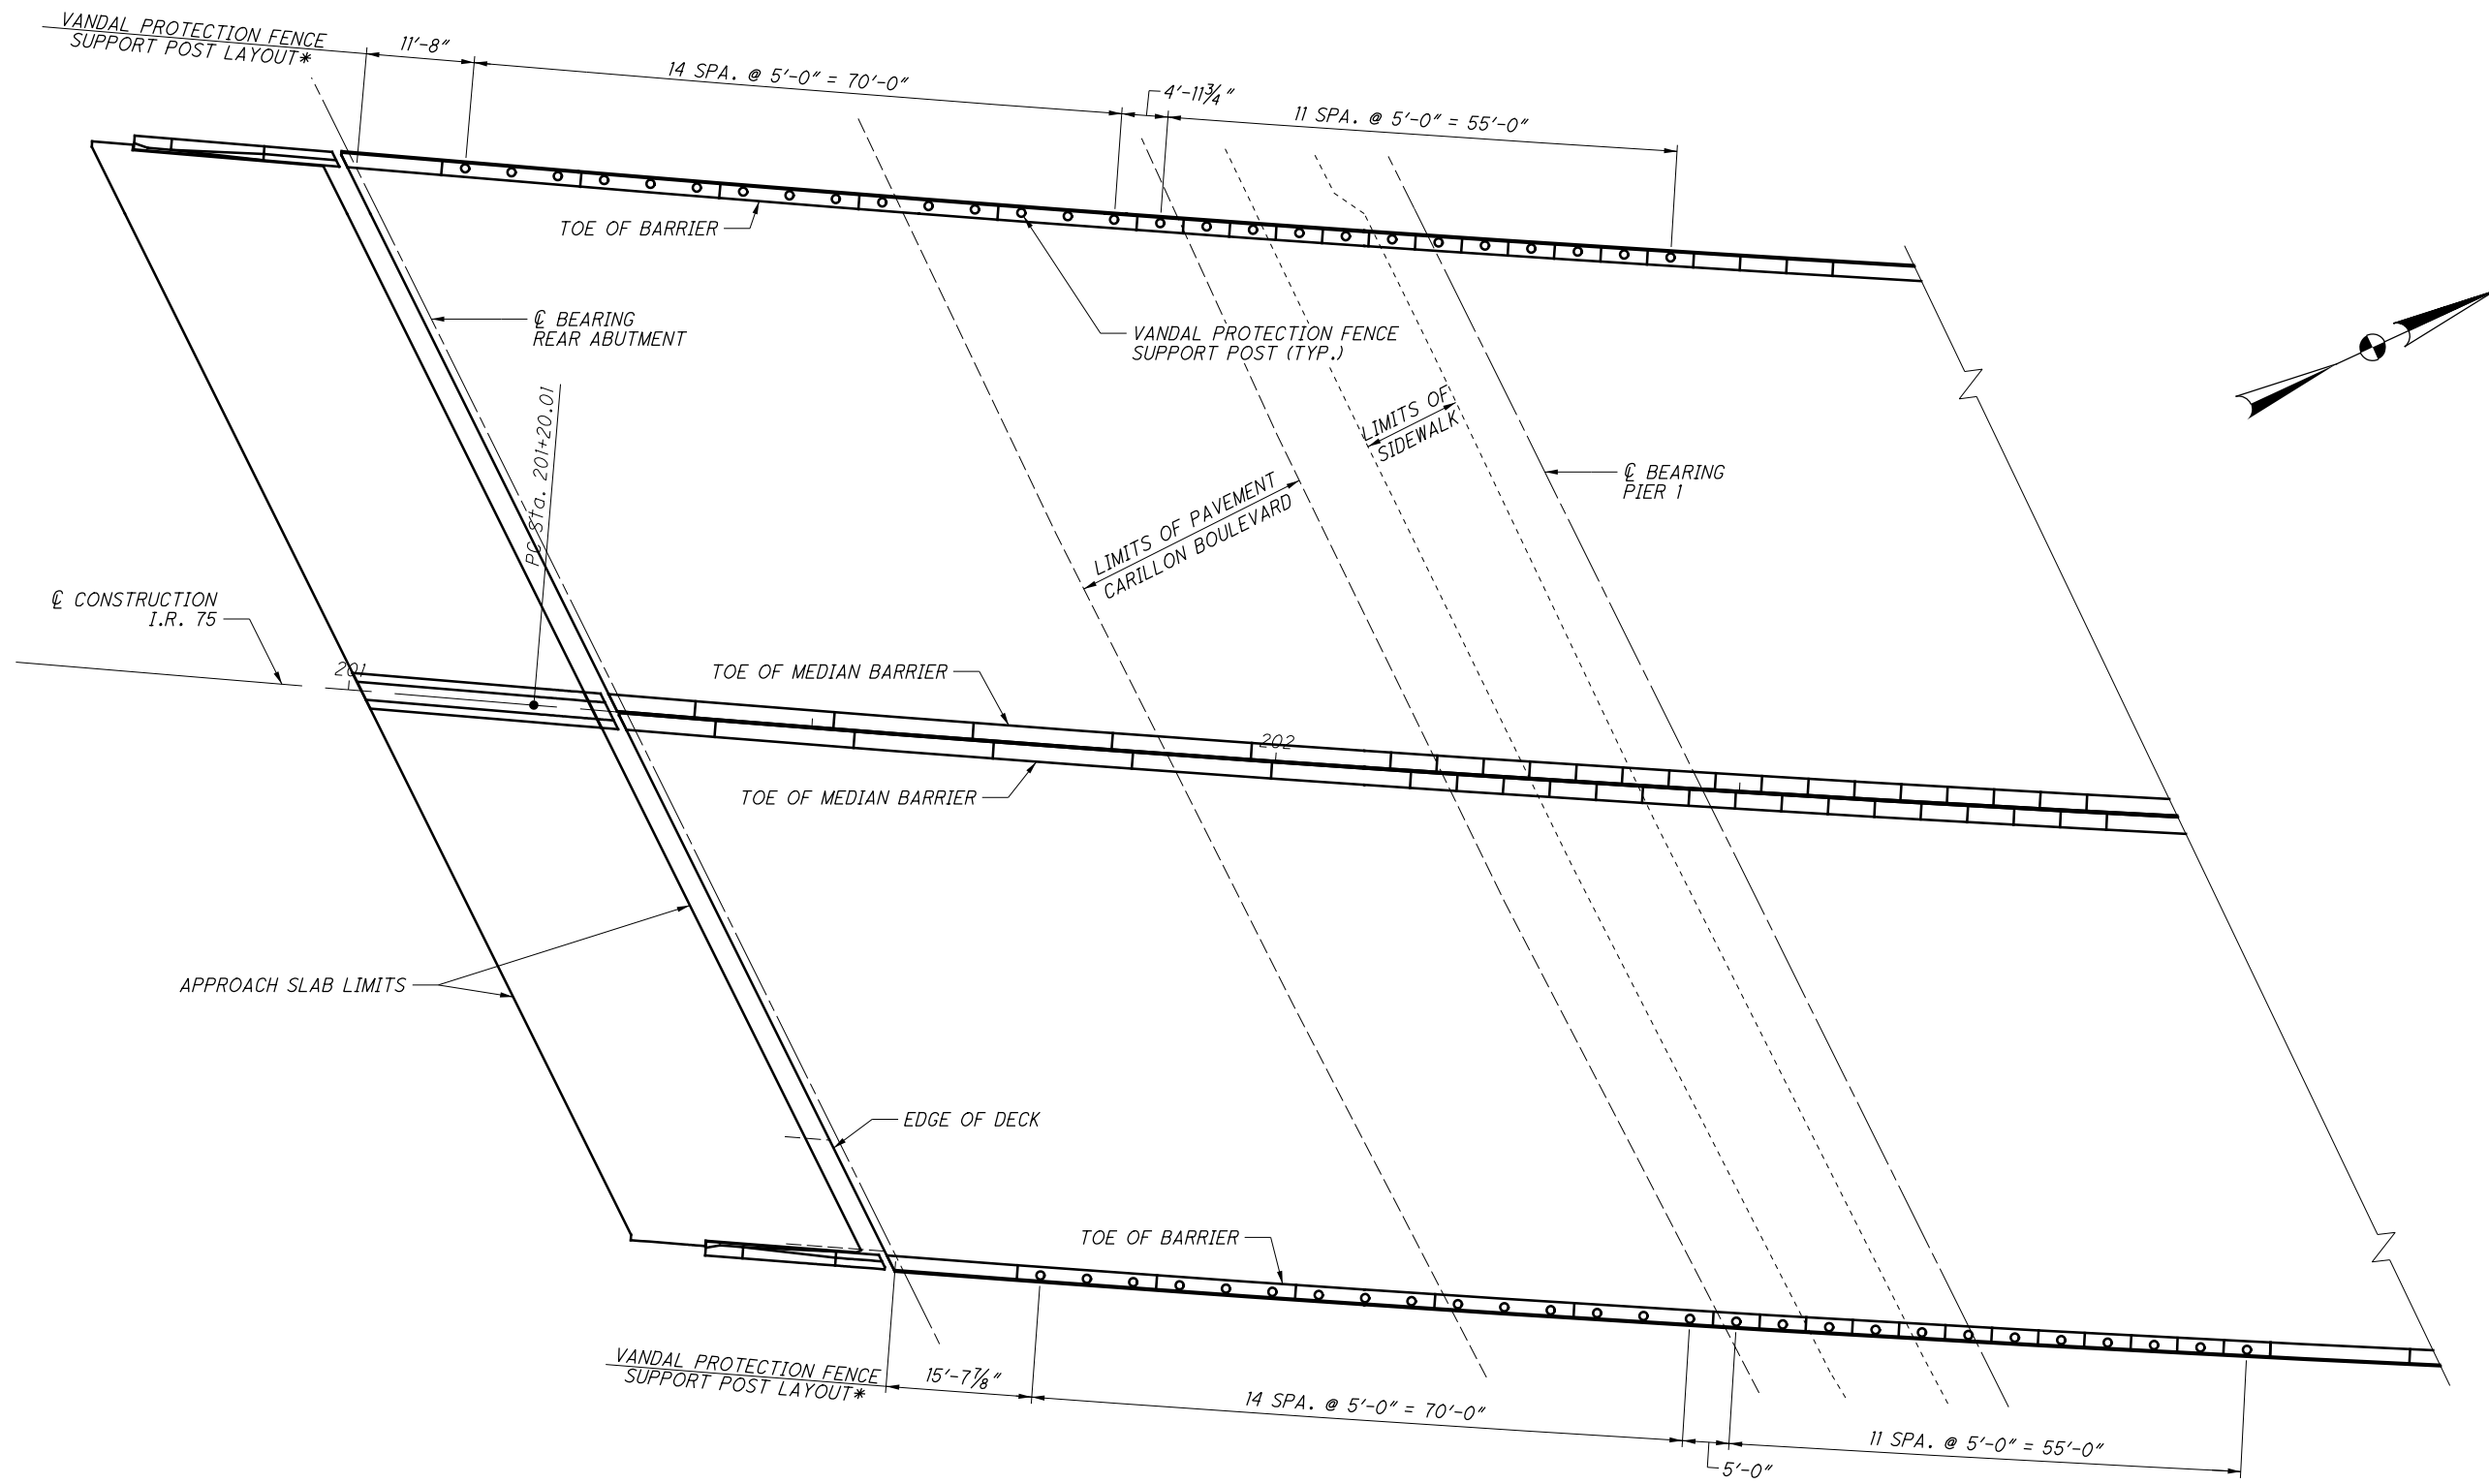 VANDAL PROTECTION FENCE
SUPPORT POST LAYOUT*
11'-8"
14 SPA. @ 5'-0" = 70'-0"
4'-11¾"
11 SPA. @ 5'-0" = 55'-0"
TOE OF BARRIER
℄ BEARING
REAR ABUTMENT
VANDAL PROTECTION FENCE
SUPPORT POST (TYP.)
LIMITS OF
SIDEWALK
℄ BEARING
PIER 1
PC Sta. 201+20.01
LIMITS OF PAVEMENT
CARILLON BOULEVARD
℄ CONSTRUCTION
I.R. 75
201
TOE OF MEDIAN BARRIER
202
TOE OF MEDIAN BARRIER
APPROACH SLAB LIMITS
EDGE OF DECK
TOE OF BARRIER
VANDAL PROTECTION FENCE
SUPPORT POST LAYOUT*
15'-7⅞"
14 SPA. @ 5'-0" = 70'-0"
5'-0"
11 SPA. @ 5'-0" = 55'-0"